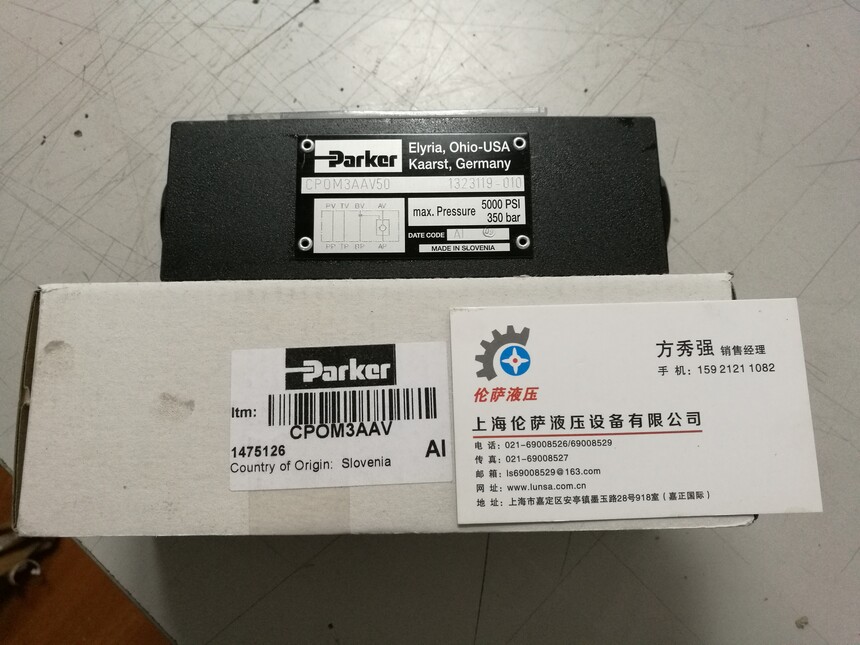 Parker
Elyria, Ohio-USA
Kaarst, Germany
CPOM3AAV50 1323119-010
PV TV BV AV
PP TP BP AP
max. Pressure 5000 PSI
350 bar
DATE CODE AI
MADE IN SLOVENIA
Parker
Itm:
CPOM3AAV
1475126 AI
Country of Origin: Slovenia
伦萨液压
方秀强 销售经理
手 机：159 2121 1082
上海伦萨液压设备有限公司
电 话：021-69008526/69008529
传 真：021-69008527
邮 箱：ls69008529@163.com
网 址：www.lunsa.com.cn
地 址：上海市嘉定区安亭镇墨玉路28号918室（嘉正国际）